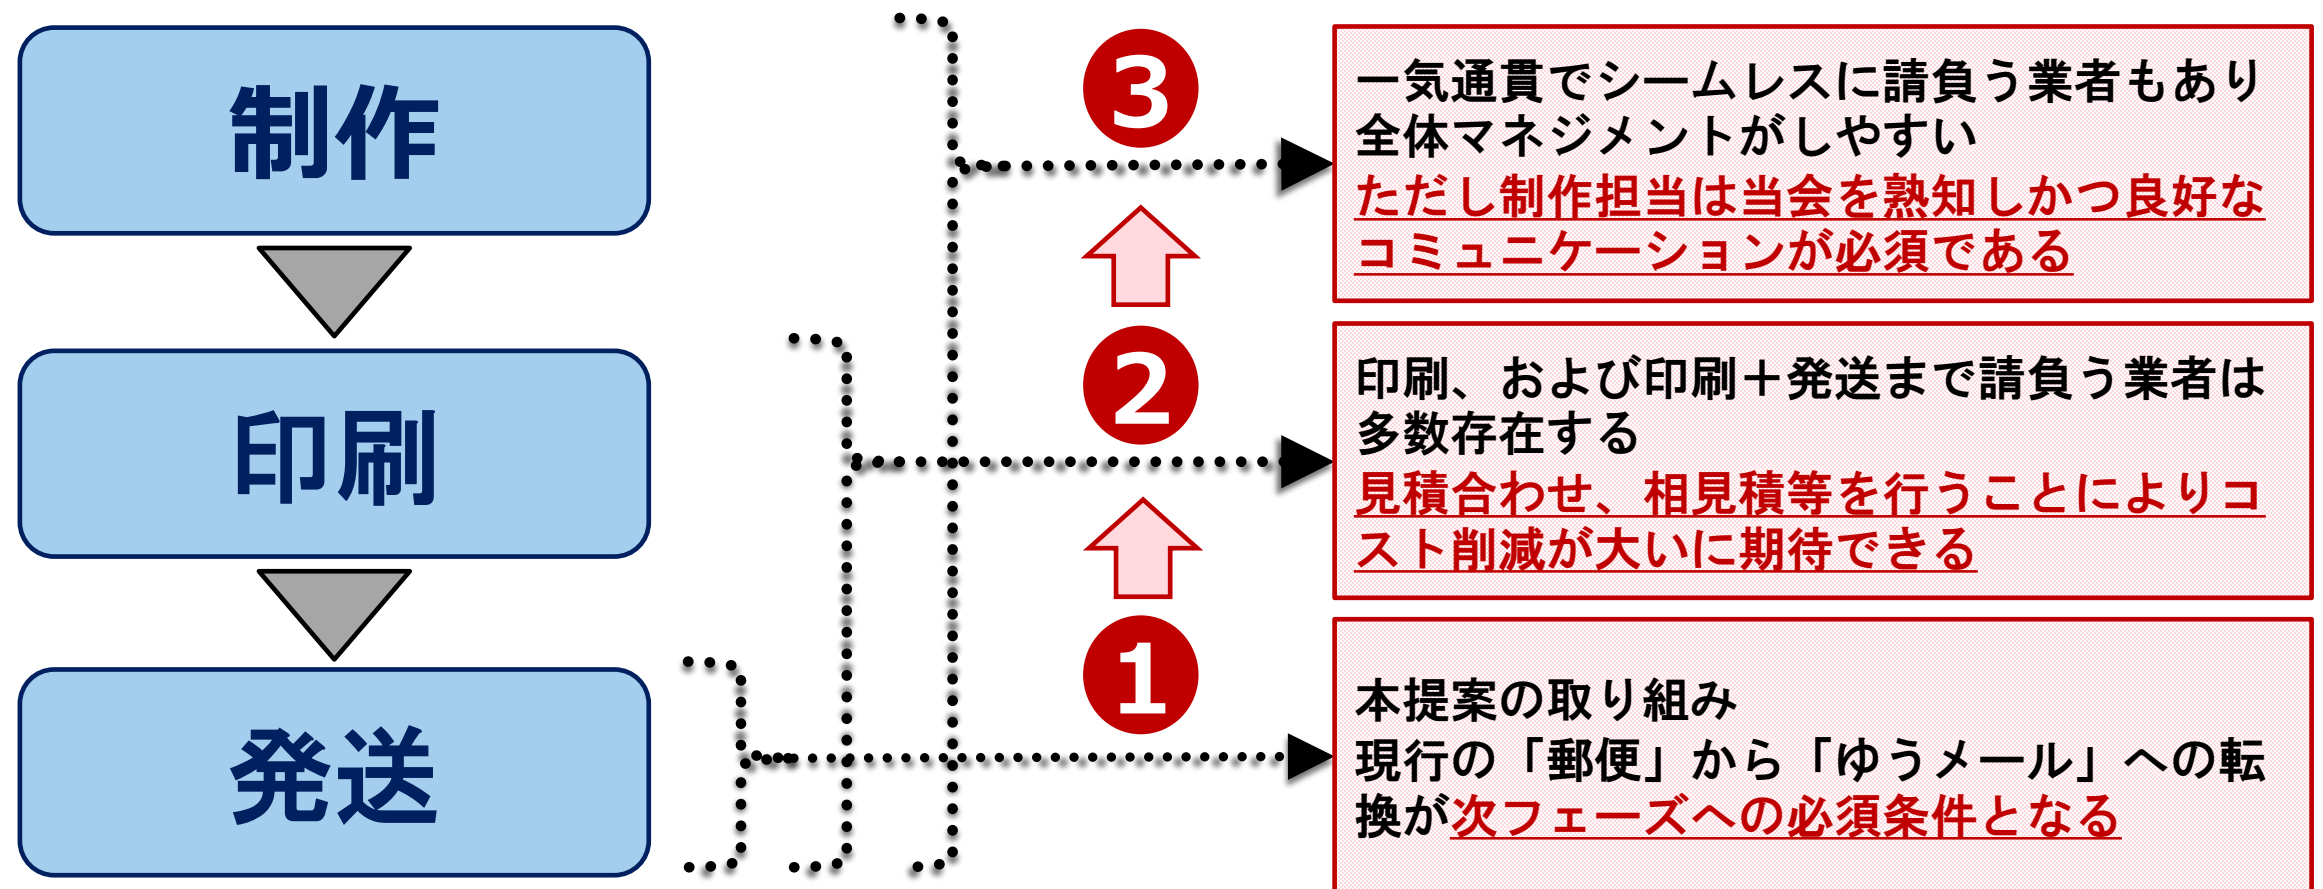 制作
印刷
発送
3
一気通貫でシームレスに請負う業者もあり
全体マネジメントがしやすい
ただし制作担当は当会を熟知しかつ良好な
コミュニケーションが必須である
2
印刷、および印刷＋発送まで請負う業者は
多数存在する
見積合わせ、相見積等を行うことによりコ
スト削減が大いに期待できる
1
本提案の取り組み
現行の「郵便」から「ゆうメール」への転
換が次フェーズへの必須条件となる